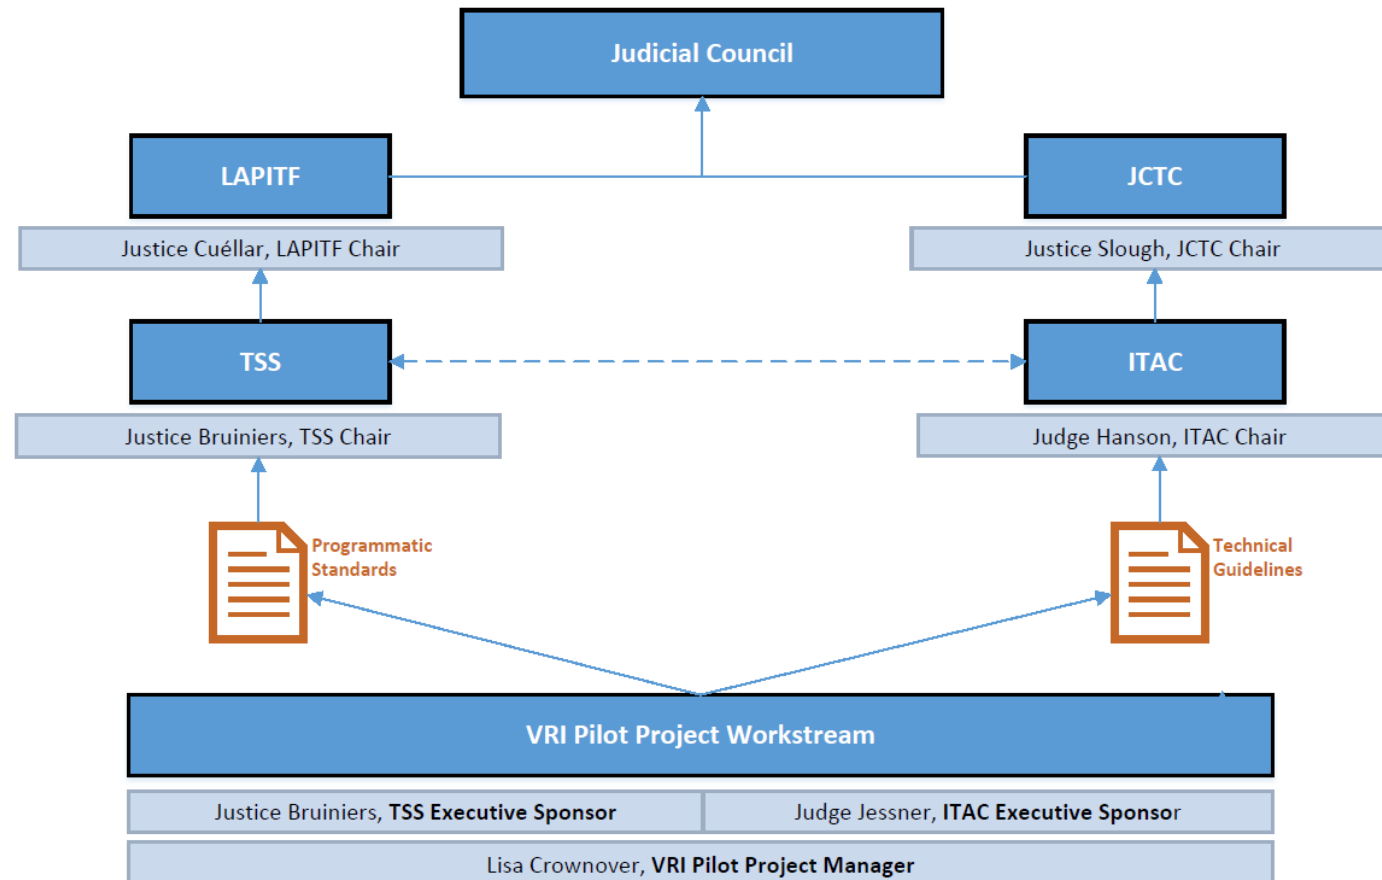 Judicial Council
LAPITF
JCTC
Justice Cuéllar, LAPITF Chair
Justice Slough, JCTC Chair
TSS
ITAC
Justice Bruiniers, TSS Chair
Judge Hanson, ITAC Chair
Programmatic
Standards
Technical
Guidelines
VRI Pilot Project Workstream
Justice Bruiniers, TSS Executive Sponsor
Judge Jessner, ITAC Executive Sponsor
Lisa Crownover, VRI Pilot Project Manager